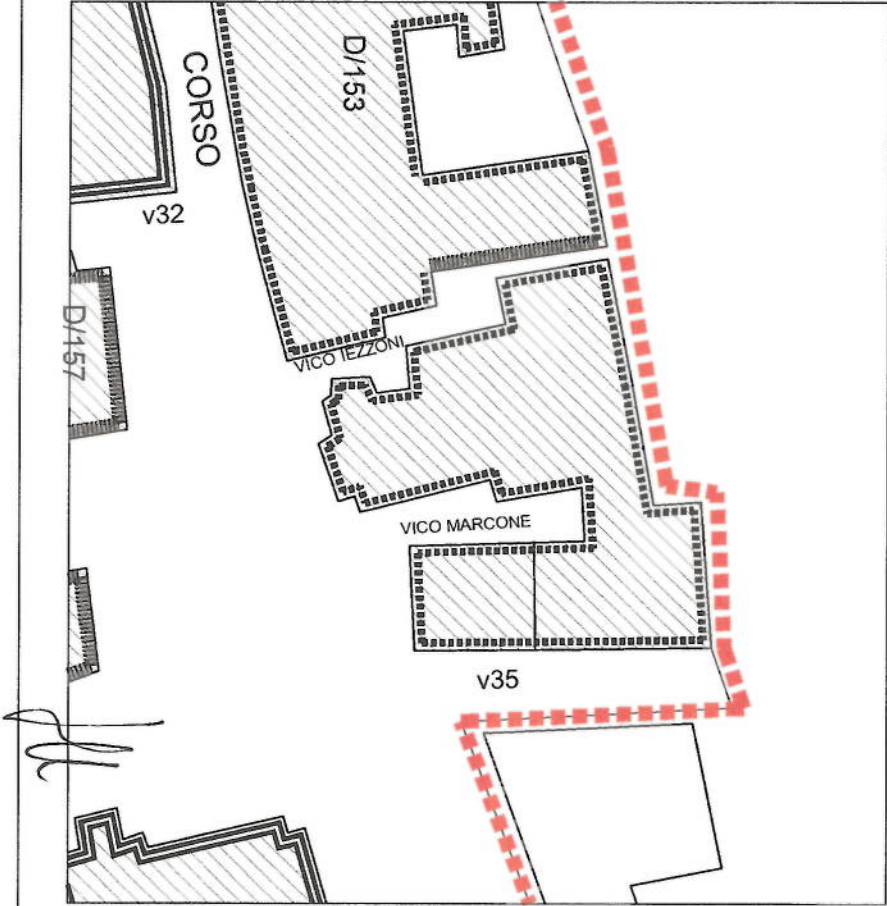 D/153
CORSO
v32
D/157
VICO IEZZONI
VICO MARCONE
v35